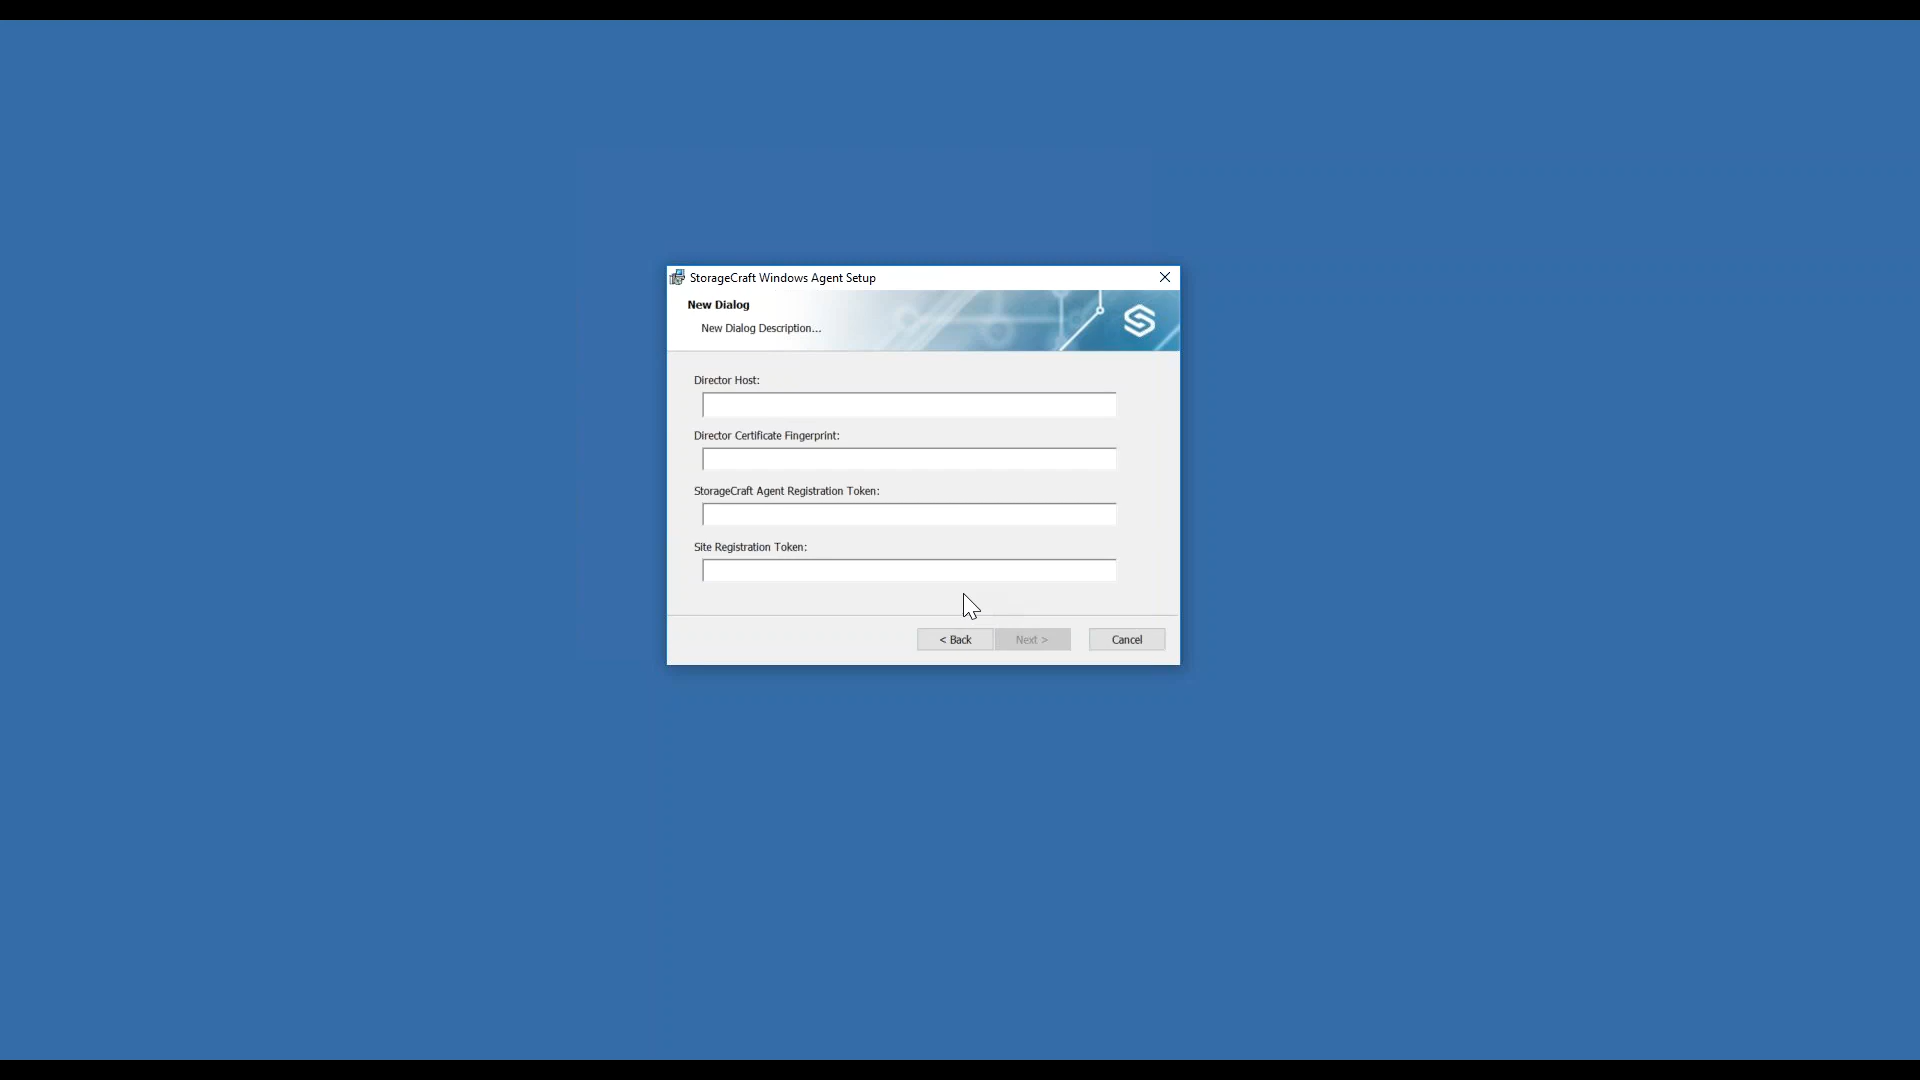 StorageCraft Windows Agent Setup
New Dialog
New Dialog Description...
Director Host:
Director Certificate Fingerprint:
StorageCraft Agent Registration Token:
Site Registration Token:
< Back
Next >
Cancel